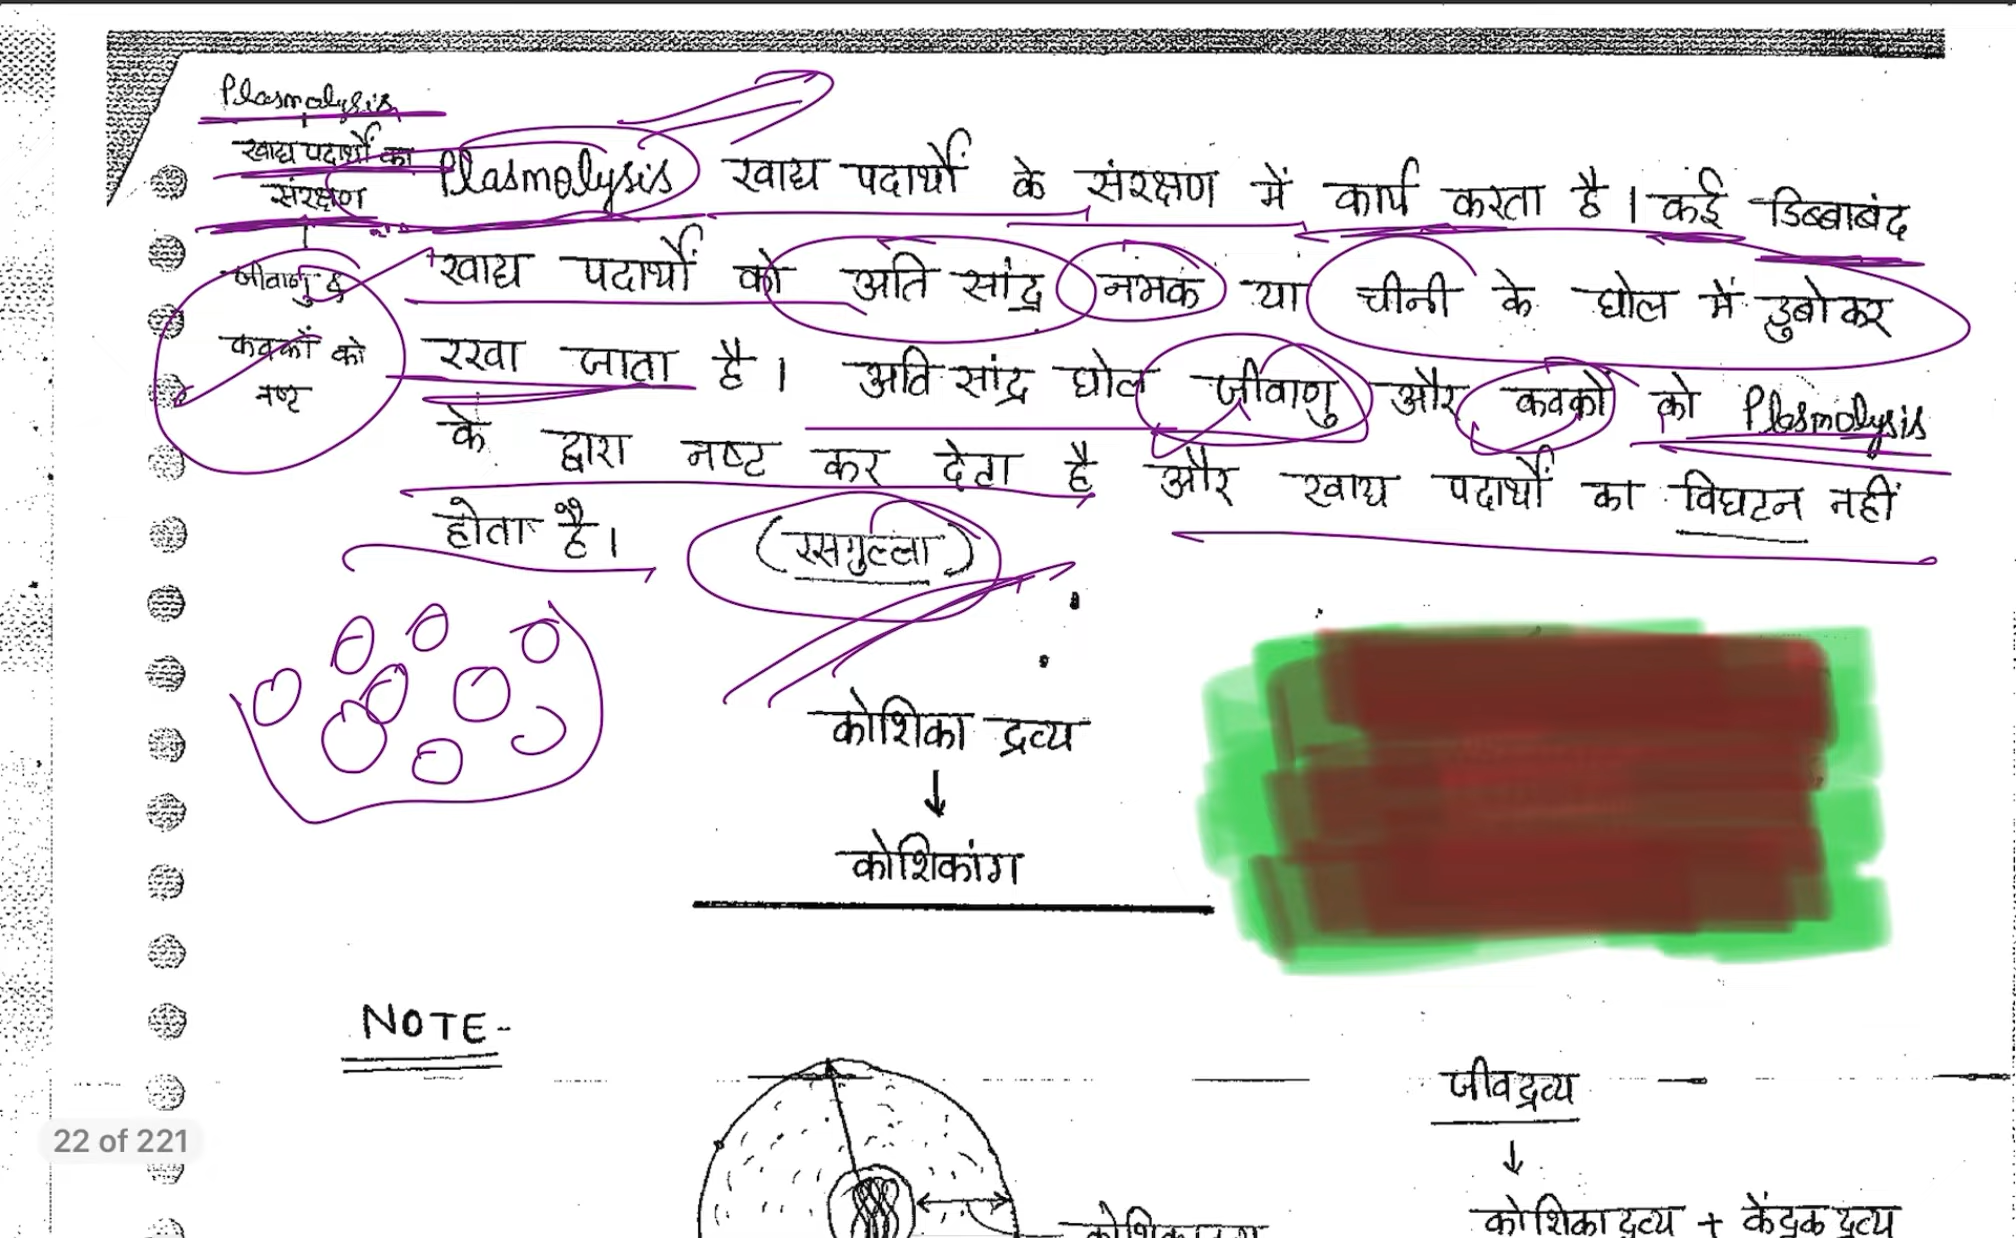 Plasmolysis
खाद्य पदार्थों का
संरक्षण
जीवाणु व
कवकों को
नष्ट
Plasmolysis खाद्य पदार्थों के संरक्षण में कार्य करता है। कई डिब्बाबंद
खाद्य पदार्थों को अति सांद्र नमक या चीनी के घोल में डुबोकर
रखा जाता है। अति सांद्र घोल जीवाणु और कवकों को Plasmolysis
के द्वारा नष्ट कर देता है और खाद्य पदार्थों का विघटन नहीं
होता है। (रसगुल्ला)
कोशिका द्रव्य
↓
कोशिकांग
NOTE-
जीवद्रव्य
↓
कोशिका द्रव्य + केंद्रक द्रव्य
22 of 221